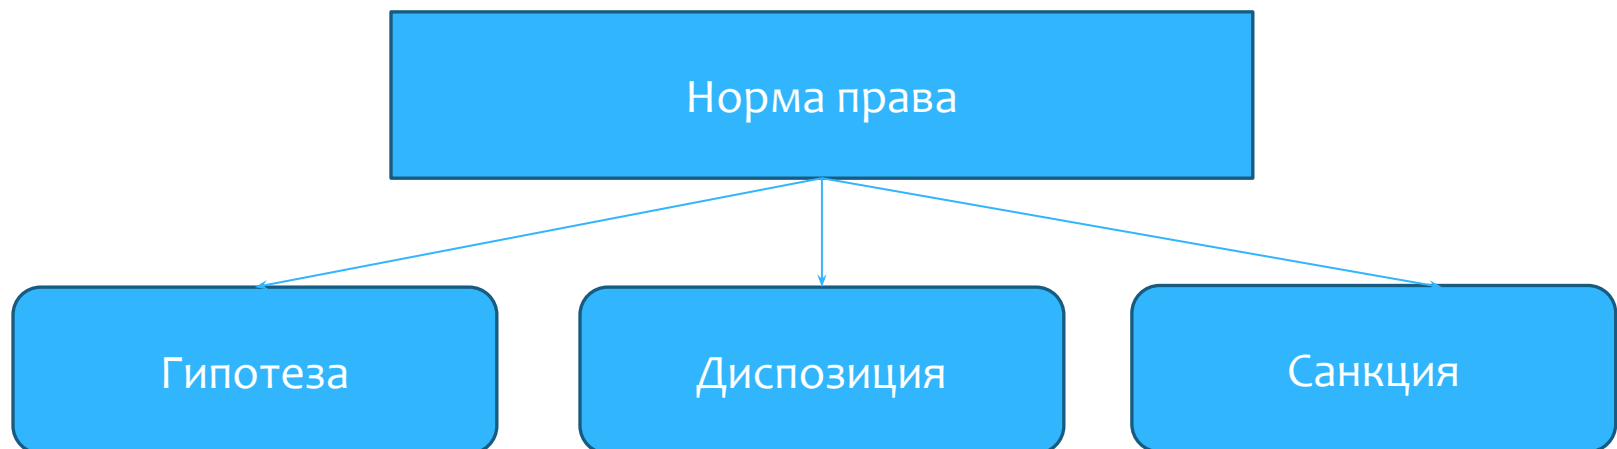 Норма права
Гипотеза
Диспозиция
Санкция